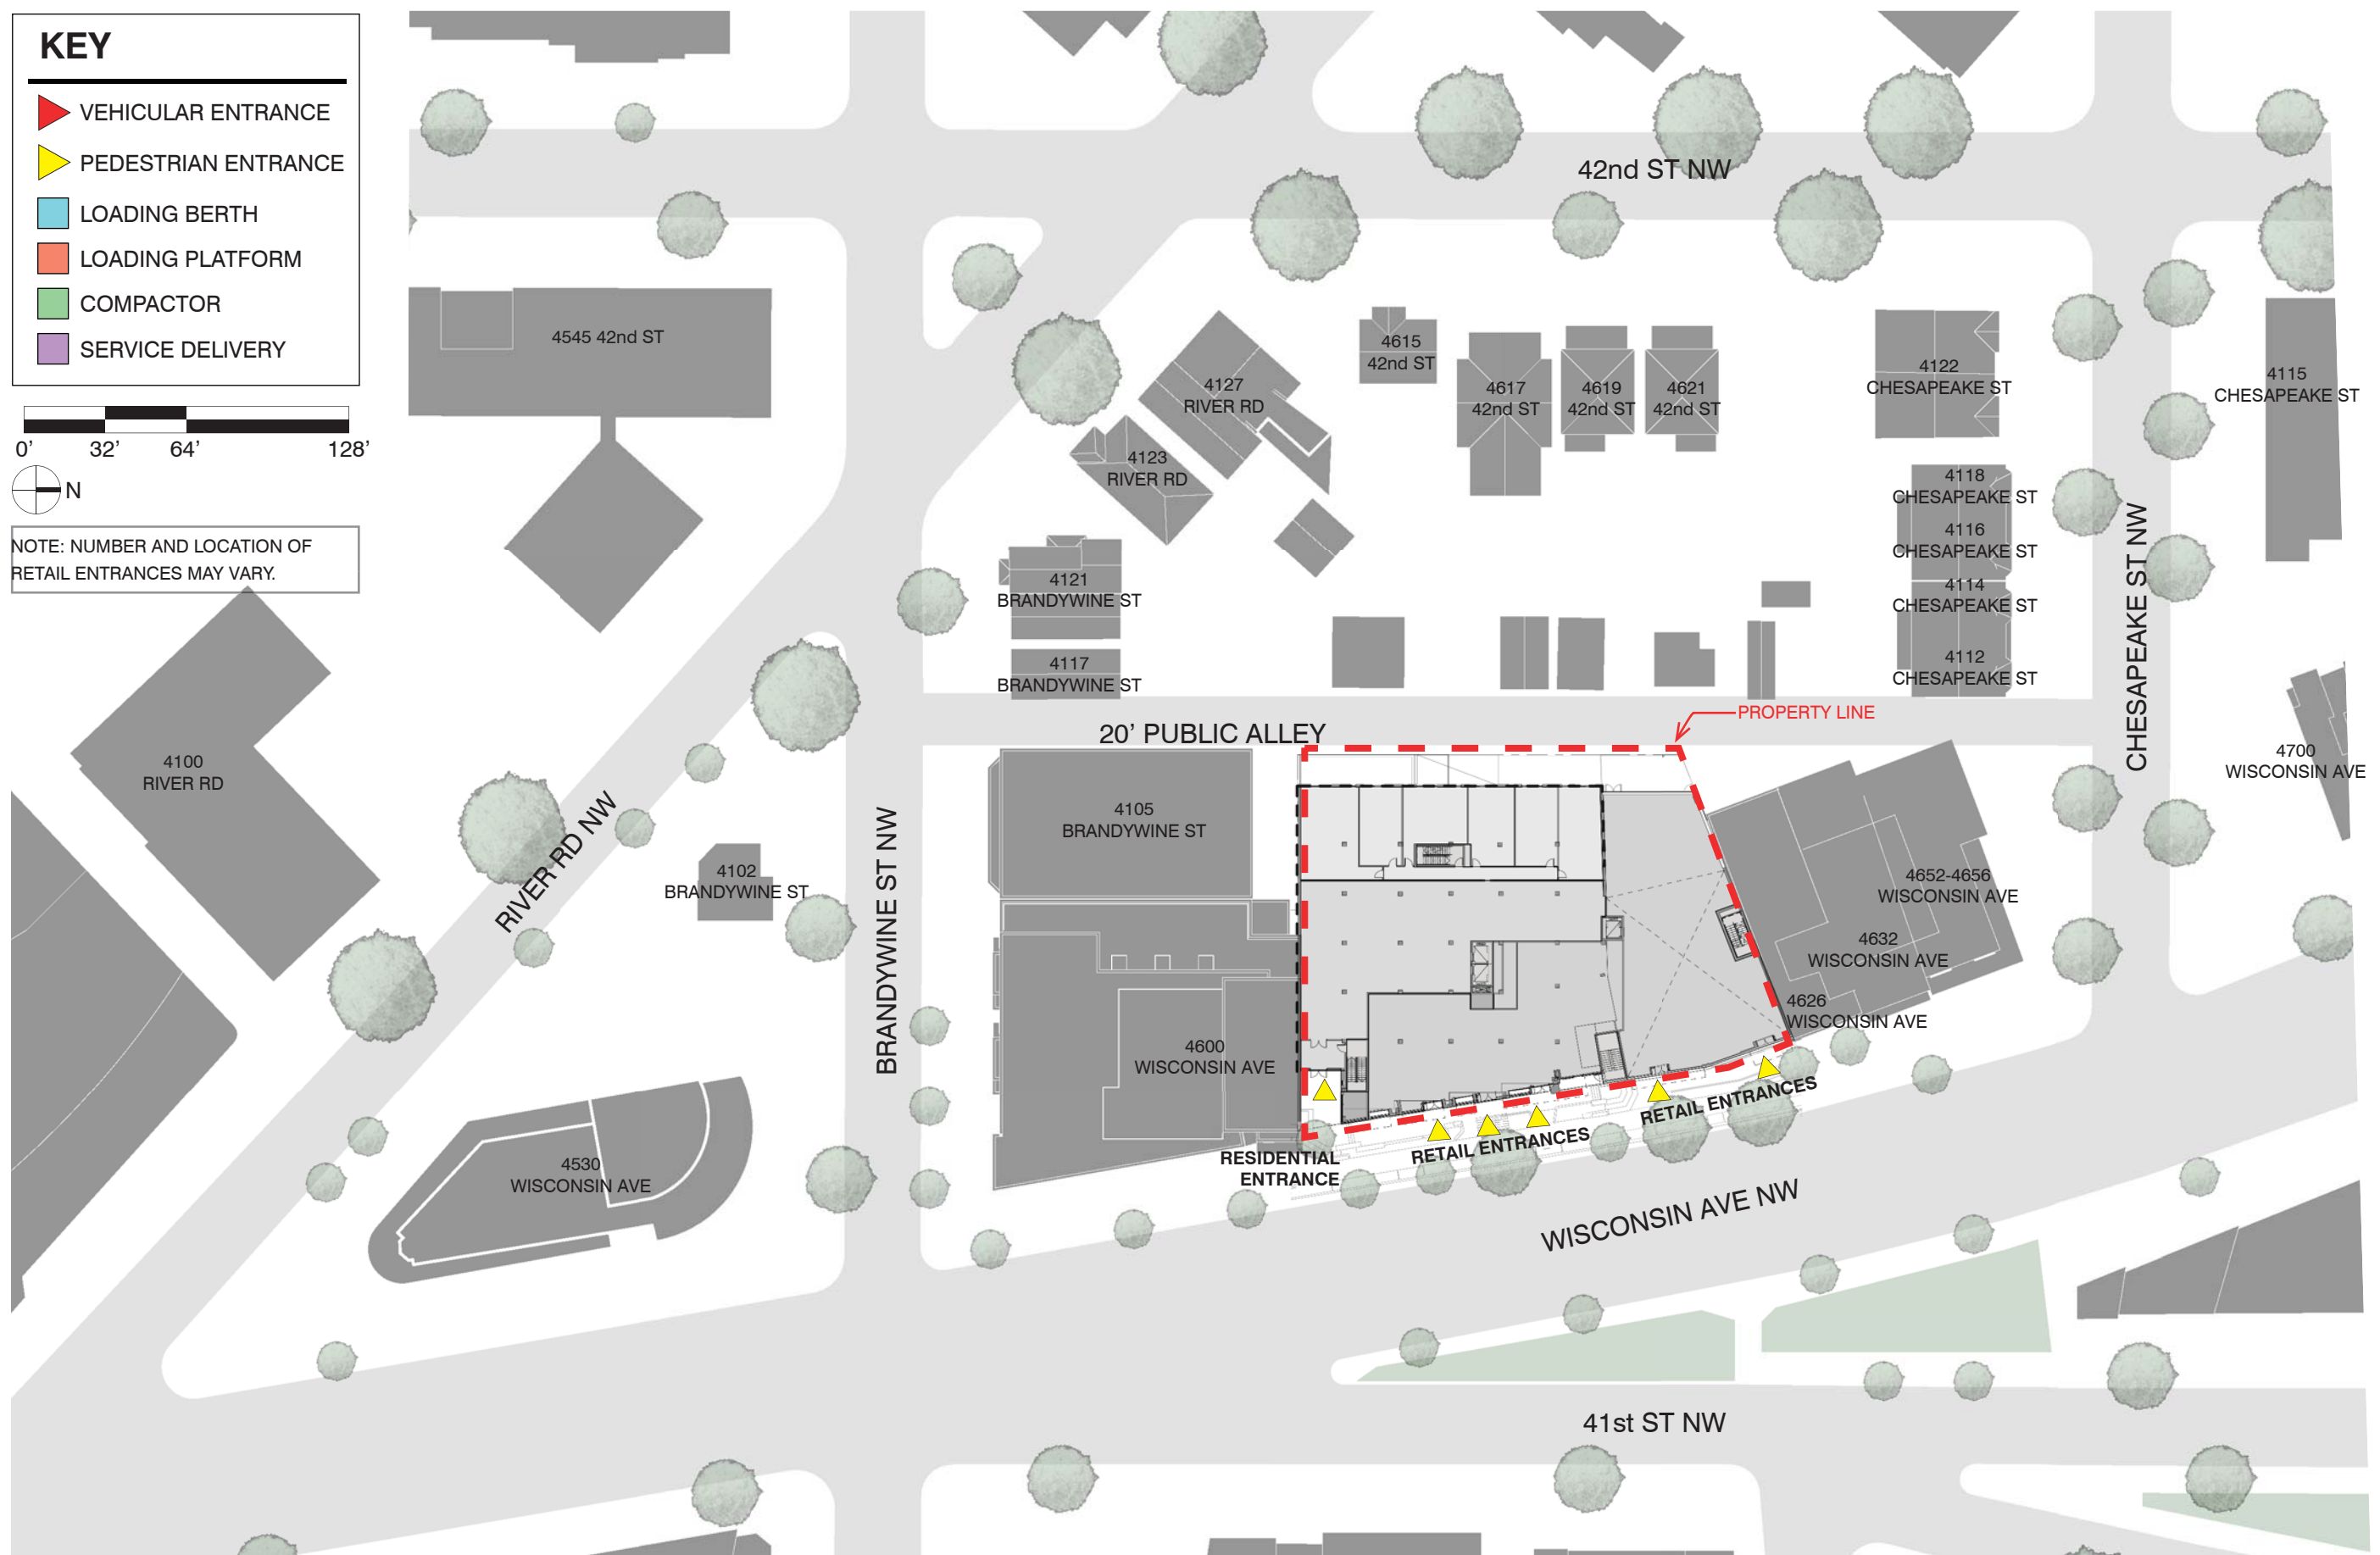 KEY
VEHICULAR ENTRANCE
PEDESTRIAN ENTRANCE
LOADING BERTH
LOADING PLATFORM
COMPACTOR
SERVICE DELIVERY
0’ 32’ 64’ 128’
N
NOTE: NUMBER AND LOCATION OF
RETAIL ENTRANCES MAY VARY.
42nd ST NW
4545 42nd ST
4615
42nd ST
4127
RIVER RD
4617
42nd ST
4619
42nd ST
4621
42nd ST
4122
CHESAPEAKE ST
4115
CHESAPEAKE ST
4123
RIVER RD
4118
CHESAPEAKE ST
4116
CHESAPEAKE ST
4114
CHESAPEAKE ST
4112
CHESAPEAKE ST
CHESAPEAKE ST NW
4121
BRANDYWINE ST
4117
BRANDYWINE ST
PROPERTY LINE
20’ PUBLIC ALLEY
4100
RIVER RD
4700
WISCONSIN AVE
RIVER RD NW
4105
BRANDYWINE ST
4102
BRANDYWINE ST
BRANDYWINE ST NW
4652-4656
WISCONSIN AVE
4632
WISCONSIN AVE
4626
WISCONSIN AVE
4600
WISCONSIN AVE
4530
WISCONSIN AVE
RESIDENTIAL
ENTRANCE
RETAIL ENTRANCES
RETAIL ENTRANCES
WISCONSIN AVE NW
41st ST NW